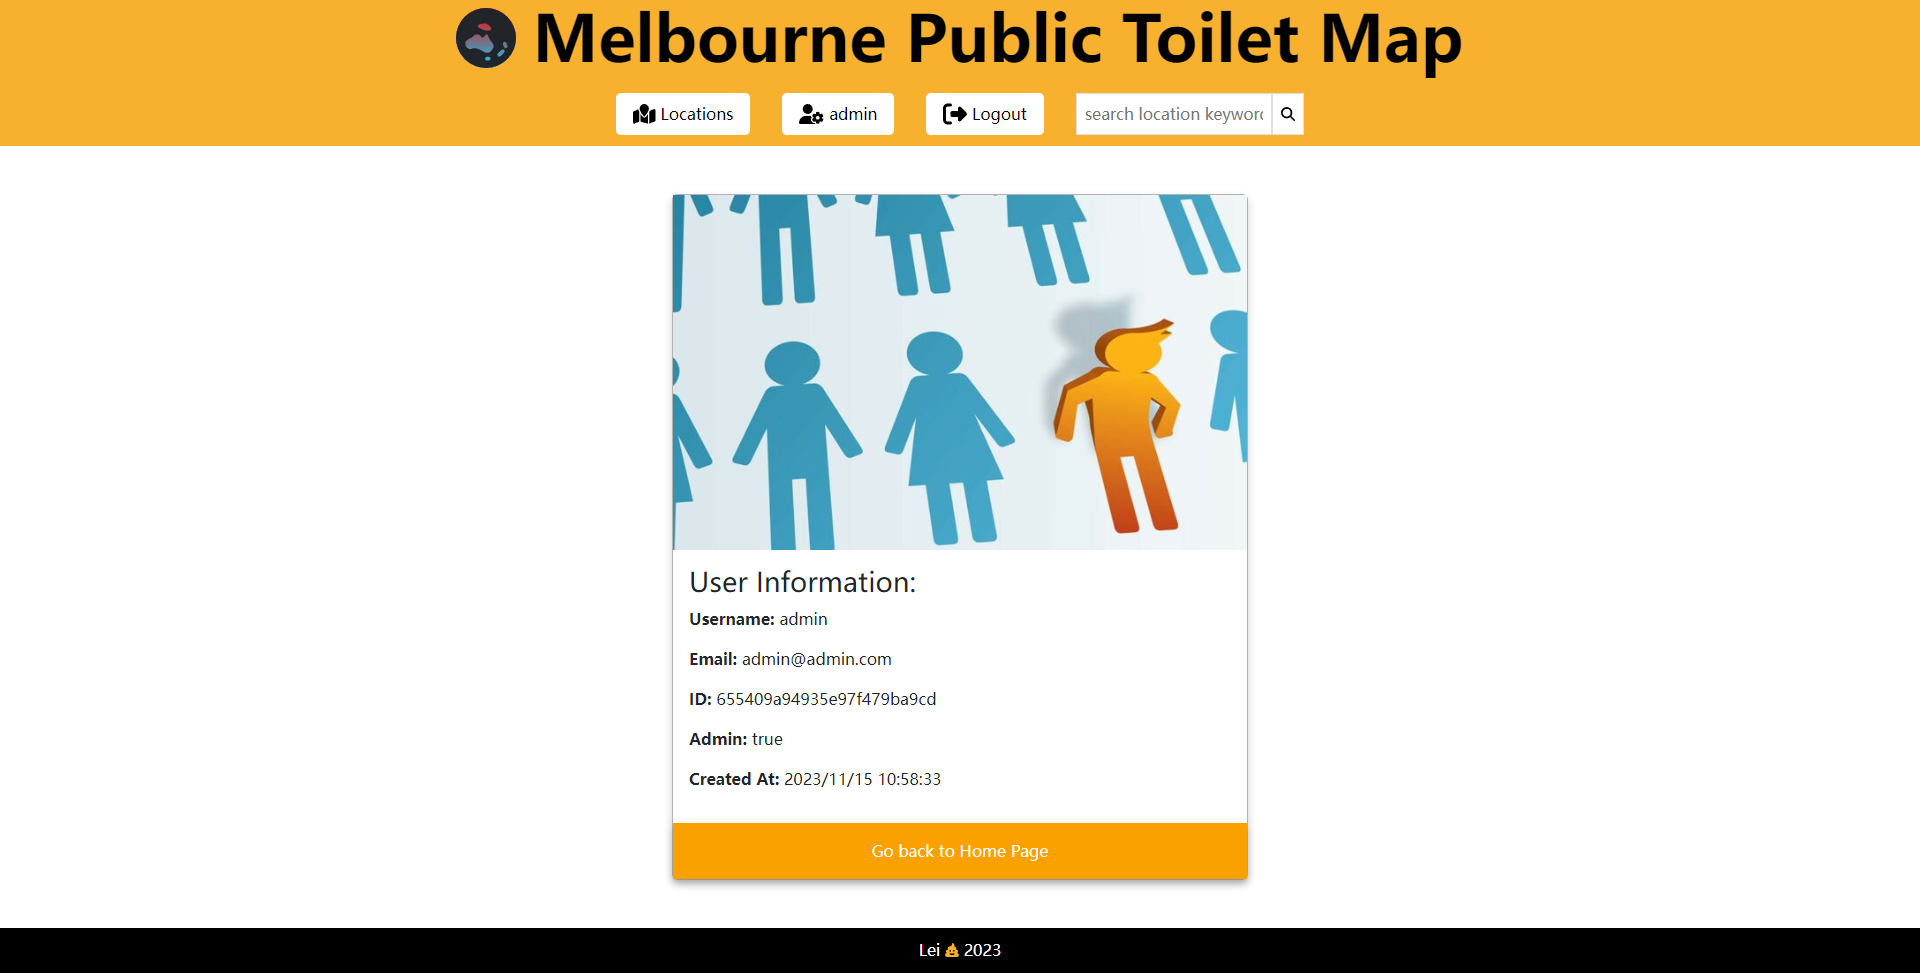 Melbourne Public Toilet Map
Locations
admin
Logout
search location keyword
User Information:
Username: admin
Email: admin@admin.com
ID: 655409a94935e97f479ba9cd
Admin: true
Created At: 2023/11/15 10:58:33
Go back to Home Page
Lei 💩 2023